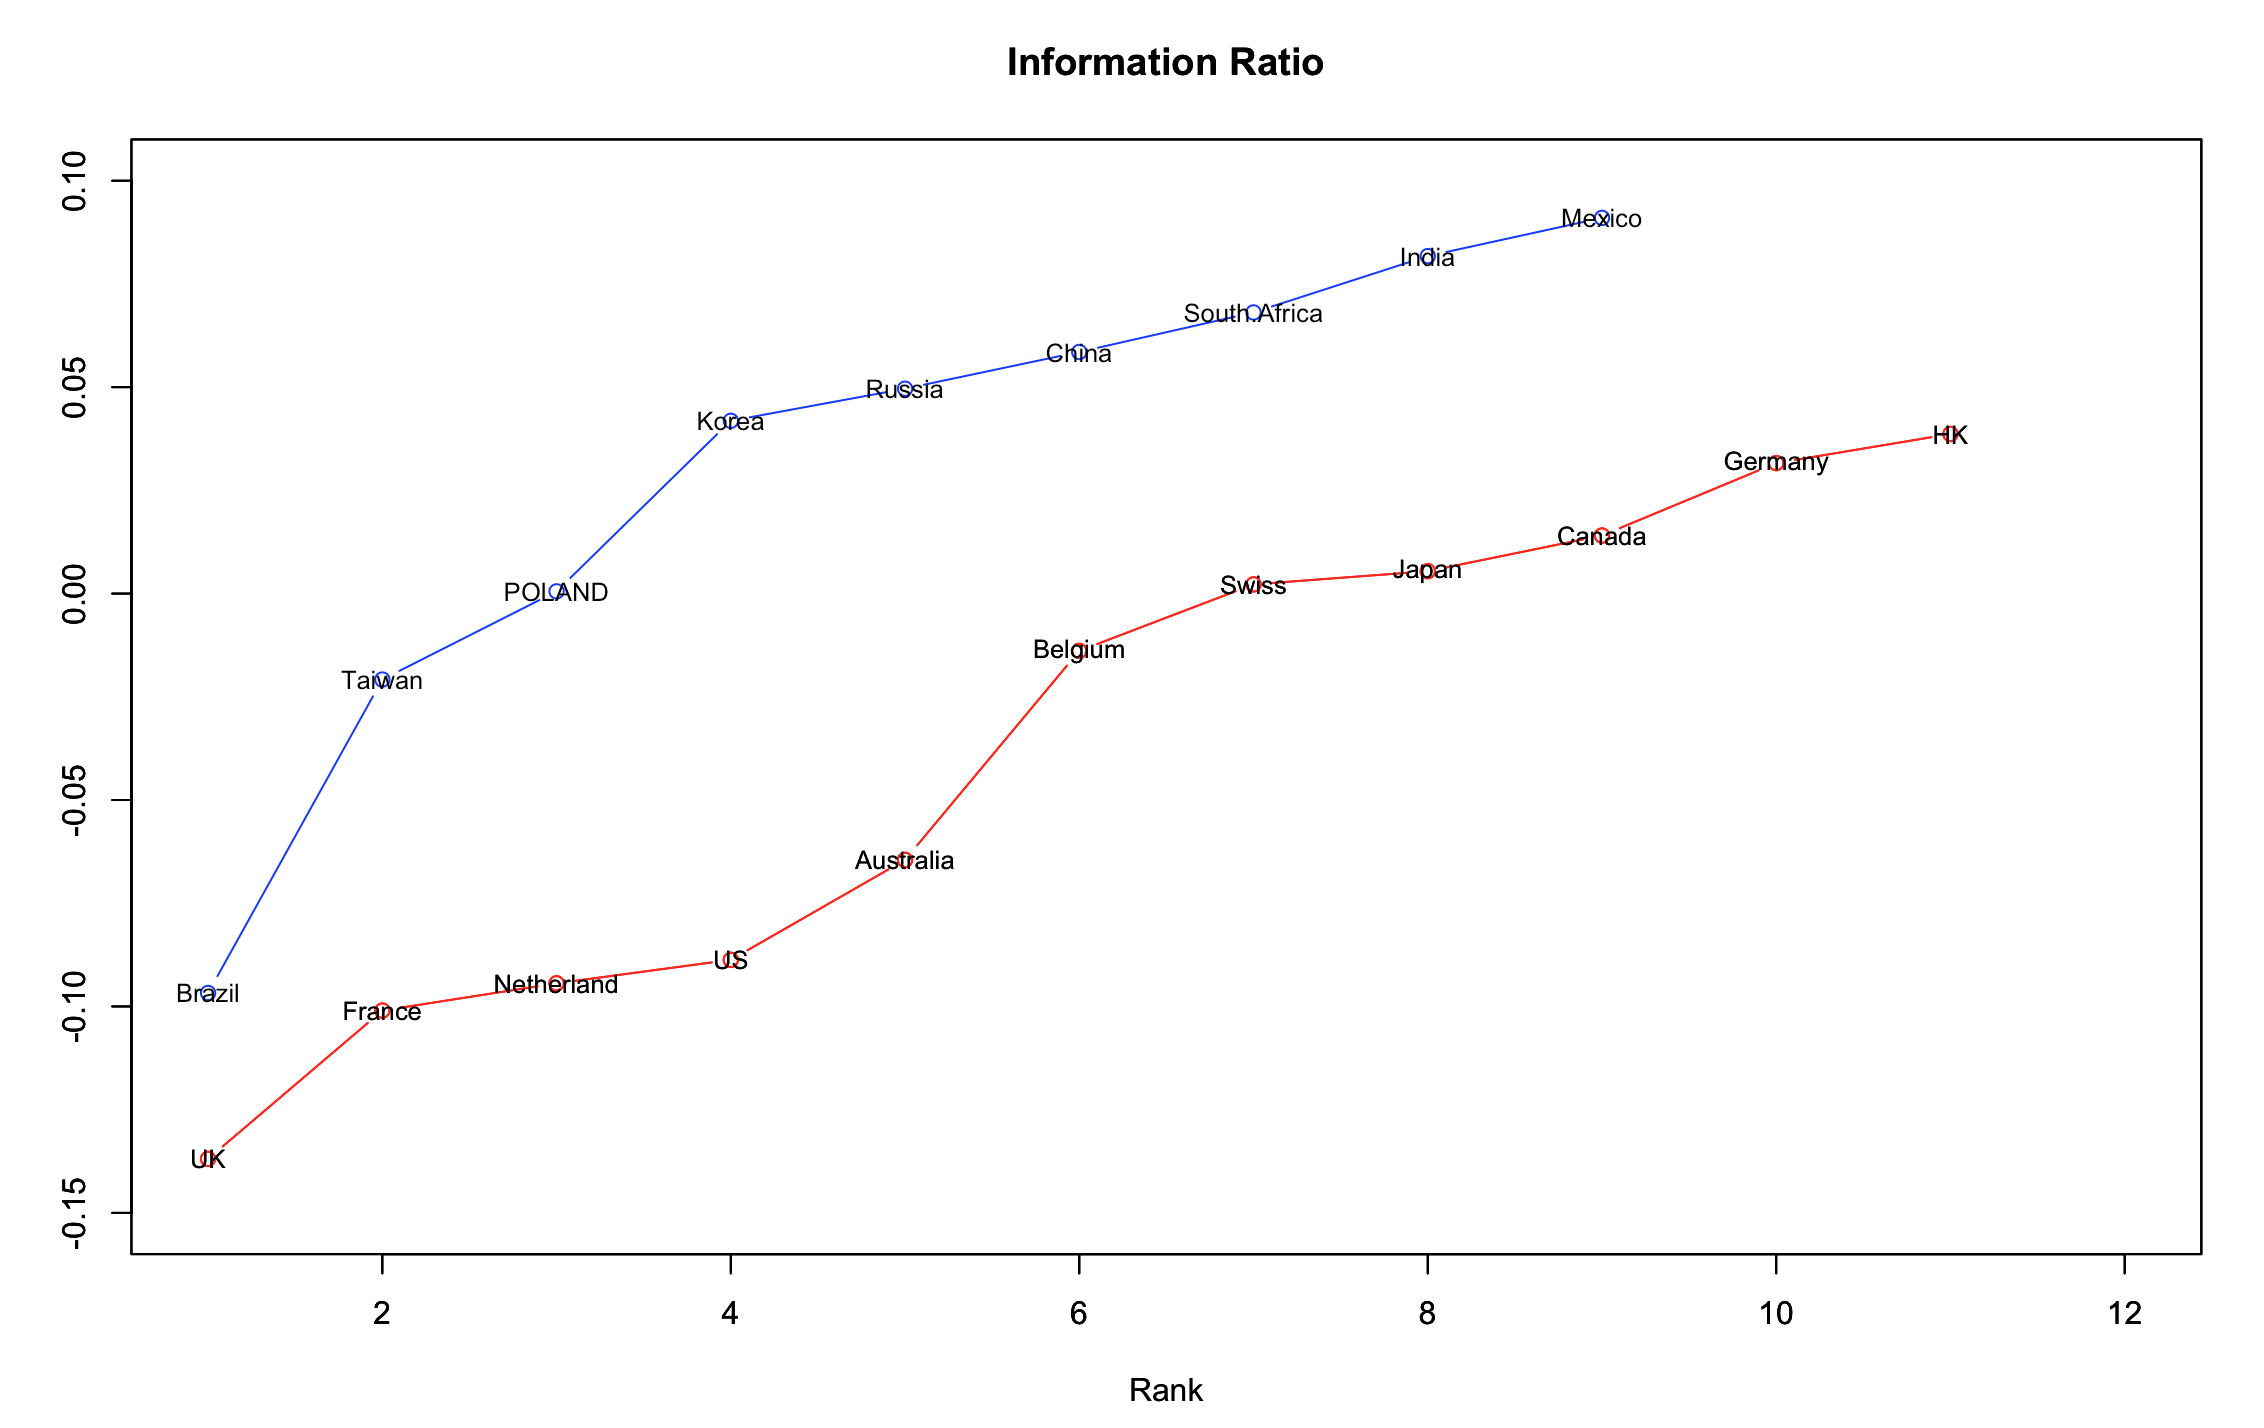 Information Ratio
0.10
0.05
0.00
-0.05
-0.10
-0.15
Mexico
India
South.Africa
China
Russia
Korea
HK
Germany
Canada
Japan
Swiss
POLAND
Belgium
Taiwan
Australia
US
Netherland
Brazil
France
UK
2 4 6 8 10 12
Rank